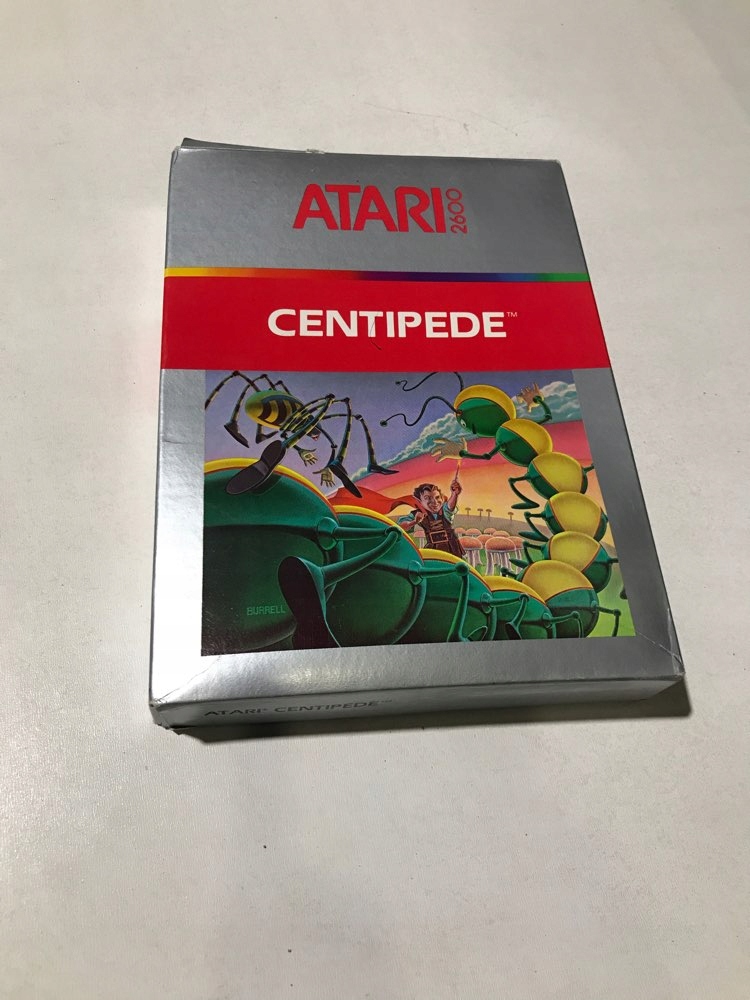 ATARI 2600
CENTIPEDE™
BURRELL
ATARI® CENTIPEDE™